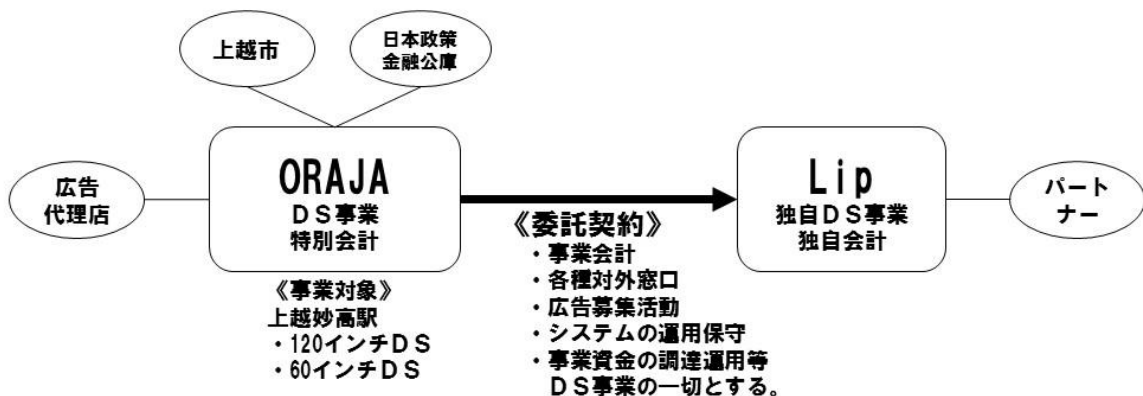 上越市
日本政策
金融公庫
広告
代理店
ORAJA
ＤＳ事業
特別会計
《事業対象》
上越妙高駅
・120インチＤＳ
・60インチＤＳ
《委託契約》
・事業会計
・各種対外窓口
・広告募集活動
・システムの運用保守
・事業資金の調達運用等
ＤＳ事業の一切とする。
Lip
独自ＤＳ事業
独自会計
パート
ナー